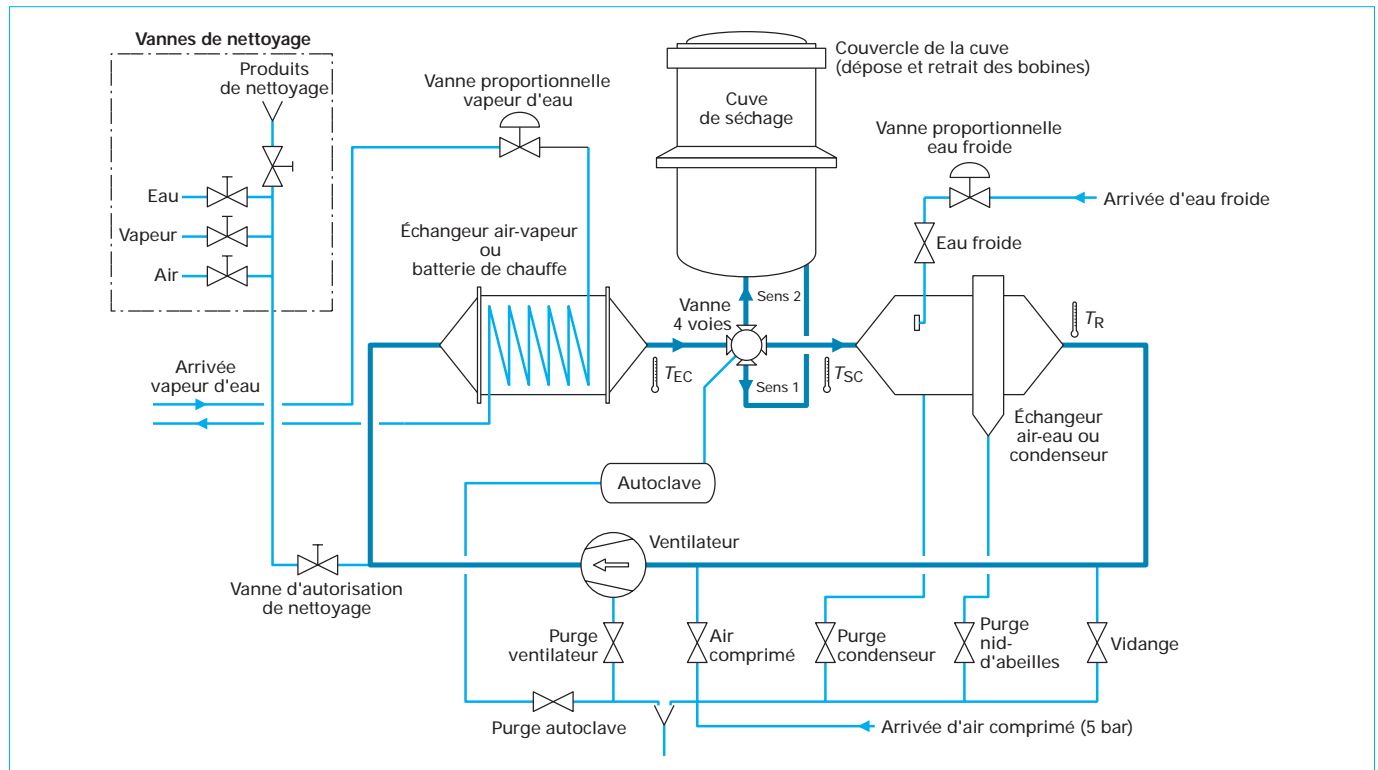 Vannes de nettoyage
Produits
de nettoyage
Eau
Vapeur
Air
Vanne proportionnelle
vapeur d'eau
Couvercle de la cuve
(dépose et retrait des bobines)
Cuve
de séchage
Vanne proportionnelle
eau froide
Arrivée d'eau froide
Eau froide
Échangeur air-vapeur
ou
batterie de chauffe
Vanne
4 voies
Sens 2
Sens 1
TEC
TSC
TR
Arrivée
vapeur d'eau
Échangeur
air-eau ou
condenseur
Autoclave
Ventilateur
Vanne d'autorisation
de nettoyage
Purge
ventilateur
Air
comprimé
Purge
condenseur
Purge
nid-
d'abeilles
Vidange
Purge autoclave
Arrivée d'air comprimé (5 bar)